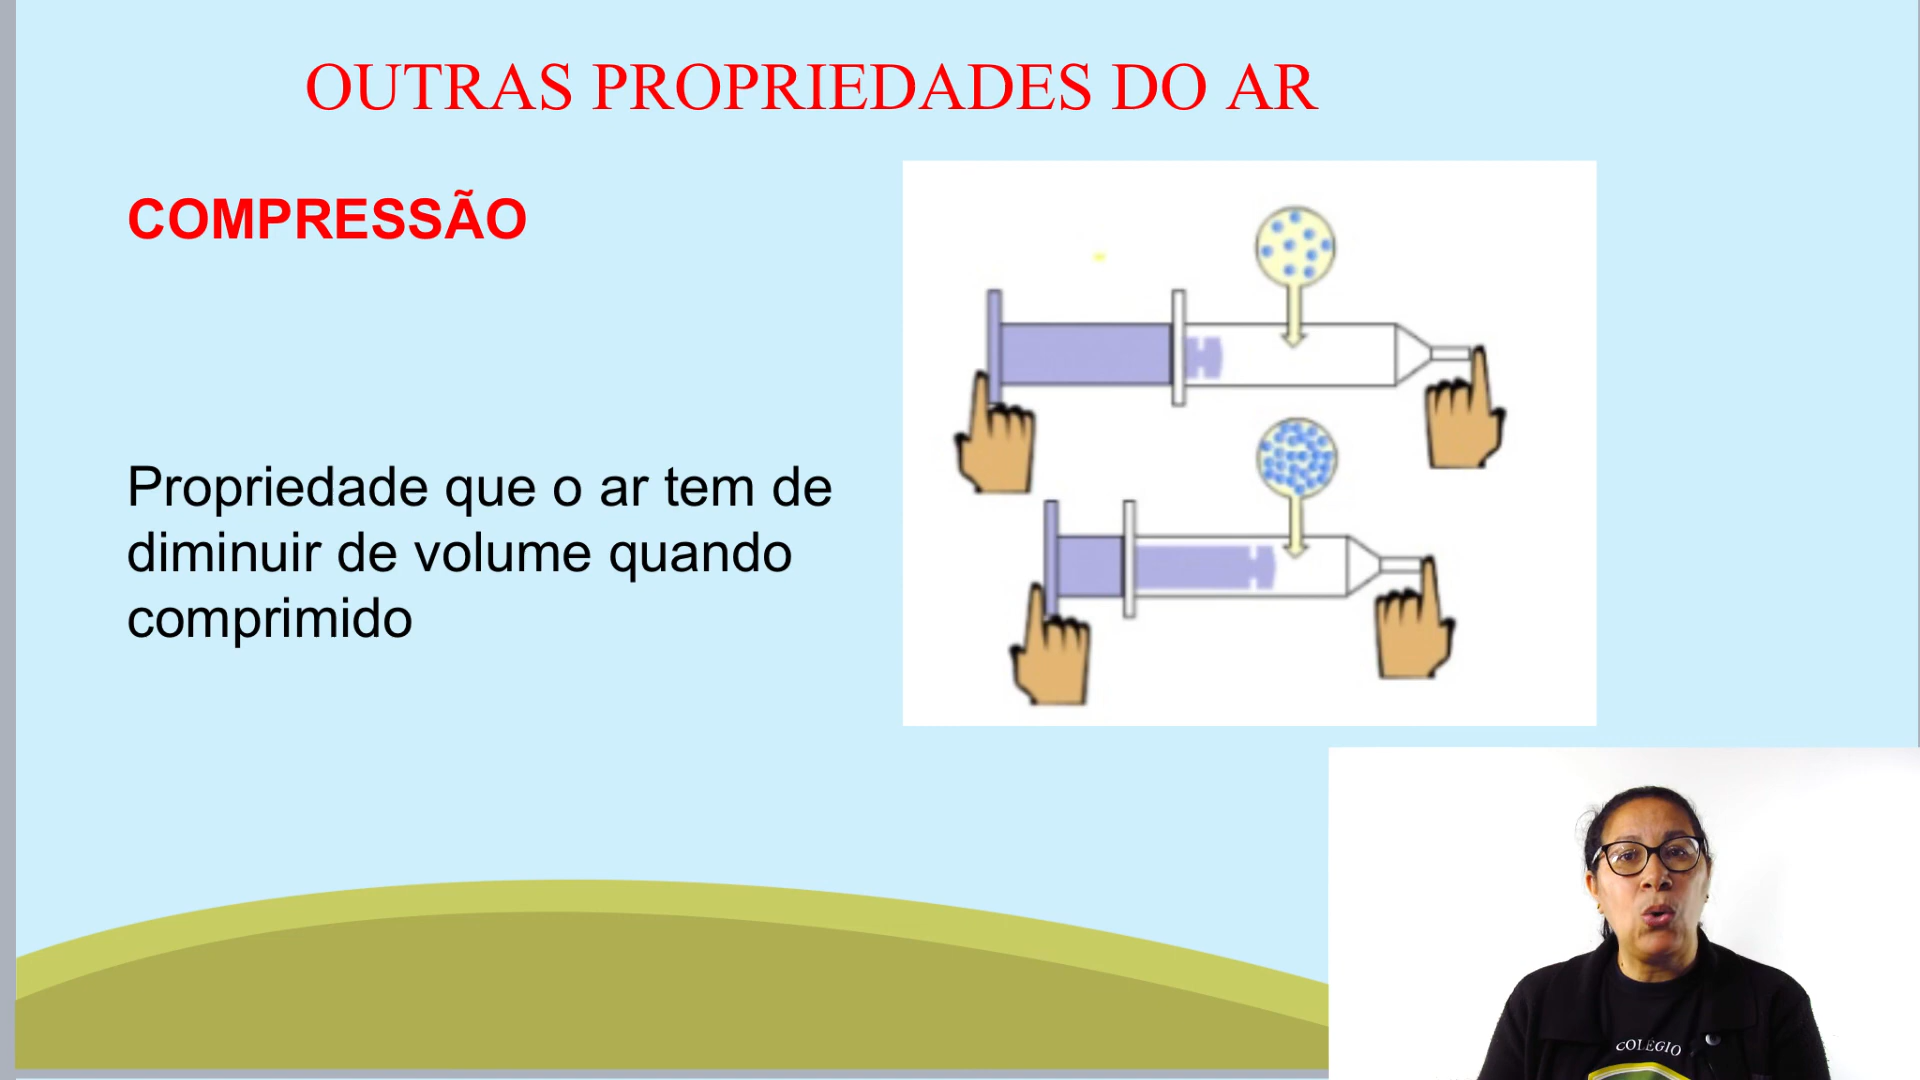 OUTRAS PROPRIEDADES DO AR
COMPRESSÃO
Propriedade que o ar tem de
diminuir de volume quando
comprimido
COLÉGIO